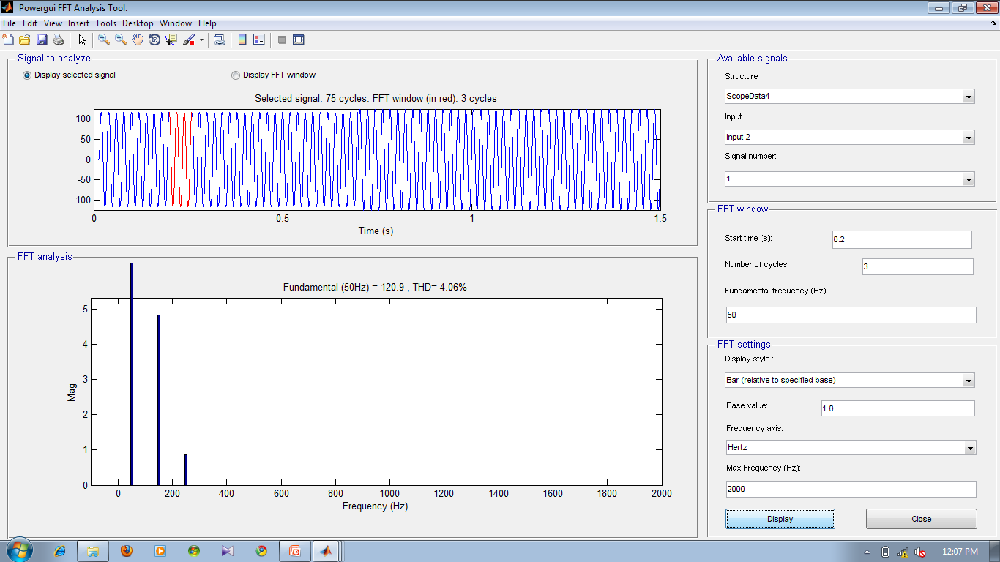 Powergui FFT Analysis Tool.
File Edit View Insert Tools Desktop Window Help
Signal to analyze
Display selected signal
Display FFT window
Selected signal: 75 cycles. FFT window (in red): 3 cycles
100
50
0
-50
-100
0 0.5 1 1.5
Time (s)
FFT analysis
Fundamental (50Hz) = 120.9 , THD= 4.06%
5
4
3
2
1
0
Mag
0 200 400 600 800 1000 1200 1400 1600 1800 2000
Frequency (Hz)
Available signals
Structure :
ScopeData4
Input :
input 2
Signal number:
1
FFT window
Start time (s):
0.2
Number of cycles:
3
Fundamental frequency (Hz):
50
FFT settings
Display style :
Bar (relative to specified base)
Base value:
1.0
Frequency axis:
Hertz
Max Frequency (Hz):
2000
Display
Close
12:07 PM